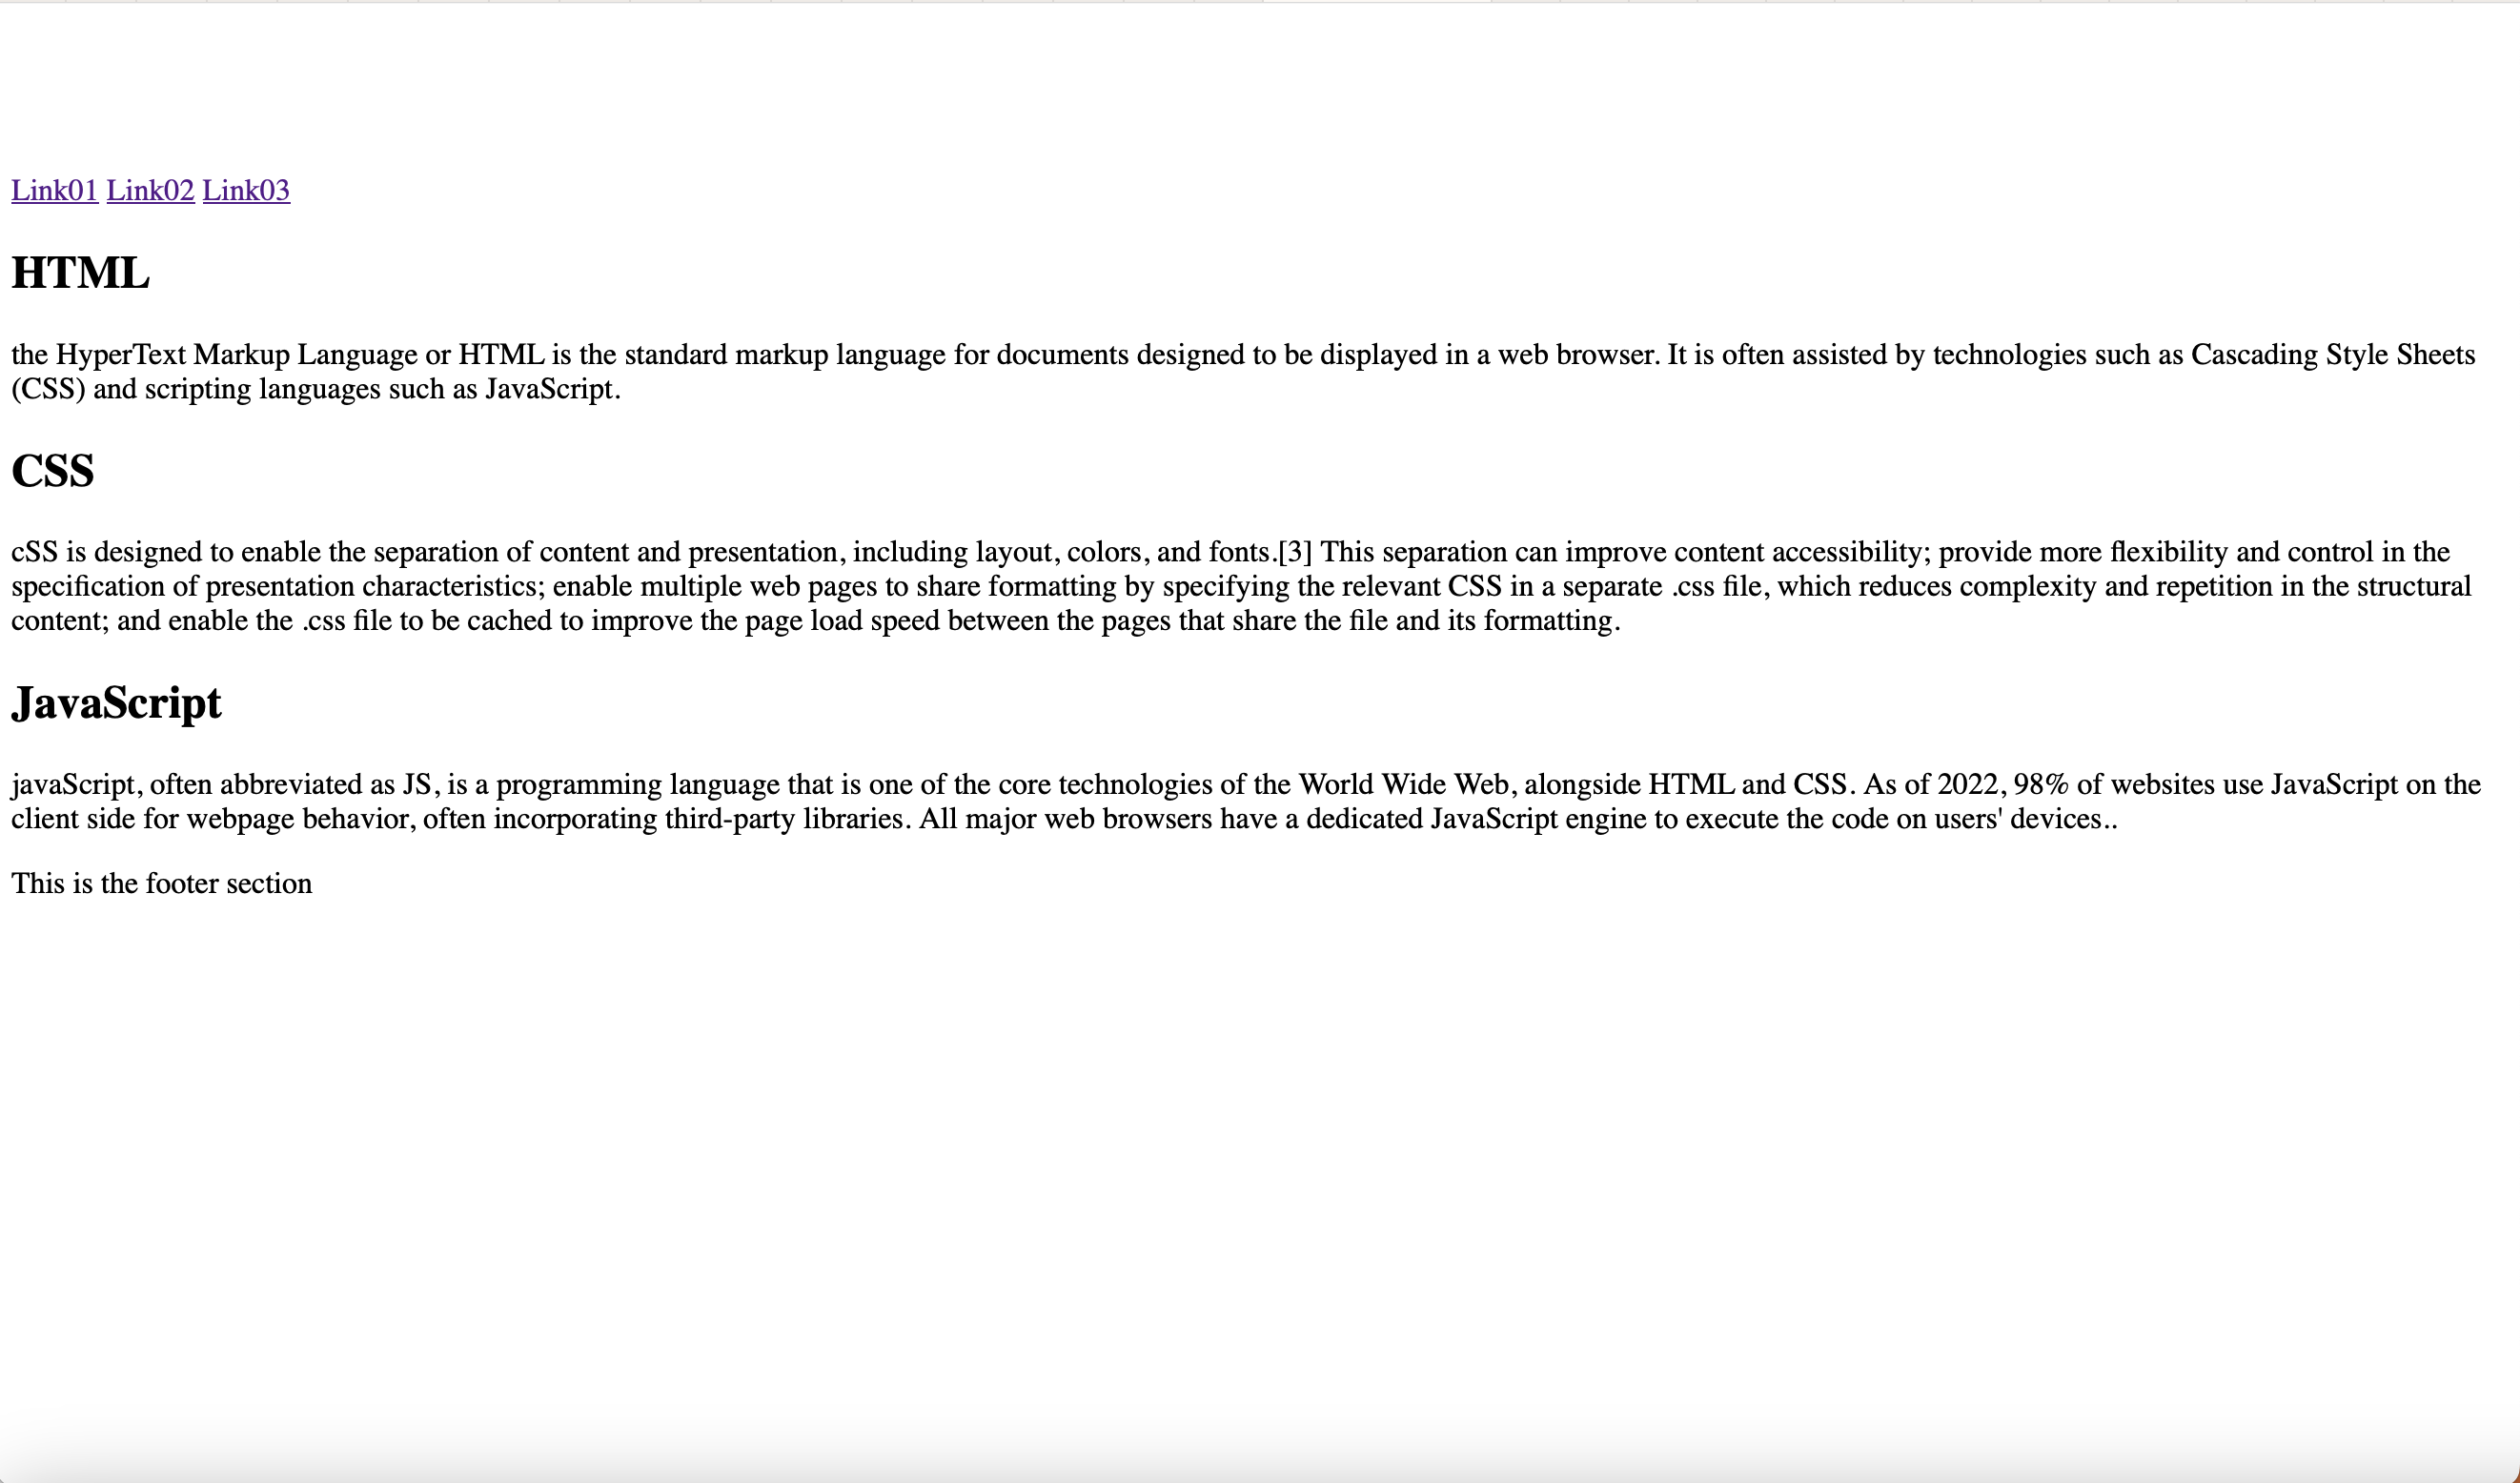 Link01 Link02 Link03
HTML
the HyperText Markup Language or HTML is the standard markup language for documents designed to be displayed in a web browser. It is often assisted by technologies such as Cascading Style Sheets
(CSS) and scripting languages such as JavaScript.
CSS
cSS is designed to enable the separation of content and presentation, including layout, colors, and fonts.[3] This separation can improve content accessibility; provide more flexibility and control in the
specification of presentation characteristics; enable multiple web pages to share formatting by specifying the relevant CSS in a separate .css file, which reduces complexity and repetition in the structural
content; and enable the .css file to be cached to improve the page load speed between the pages that share the file and its formatting.
JavaScript
javaScript, often abbreviated as JS, is a programming language that is one of the core technologies of the World Wide Web, alongside HTML and CSS. As of 2022, 98% of websites use JavaScript on the
client side for webpage behavior, often incorporating third-party libraries. All major web browsers have a dedicated JavaScript engine to execute the code on users' devices..
This is the footer section